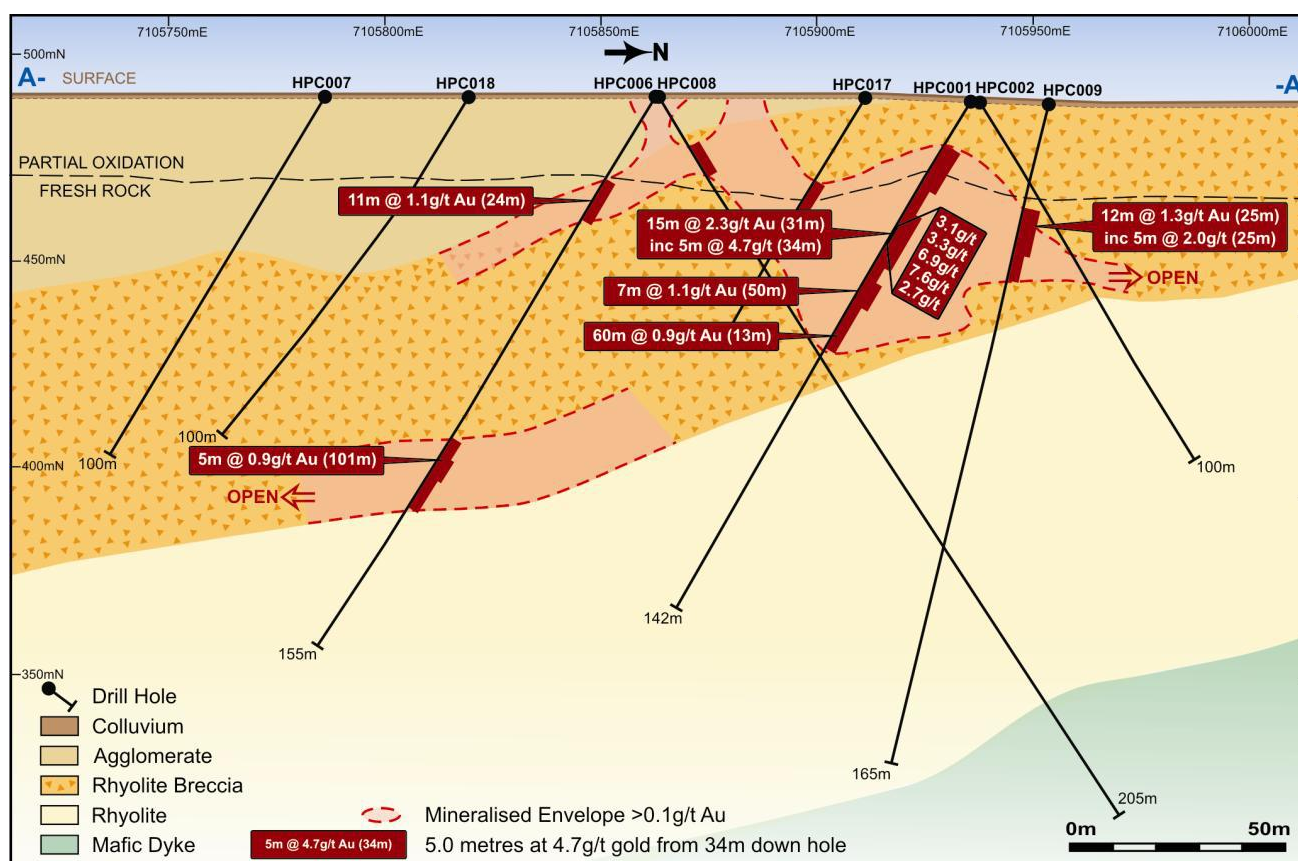 7105750mE
7105800mE
7105850mE
7105900mE
7105950mE
7106000mE
500mN
N
A-
SURFACE
-A
HPC007
HPC018
HPC006
HPC008
HPC017
HPC001
HPC002
HPC009
PARTIAL OXIDATION
FRESH ROCK
11m @ 1.1g/t Au (24m)
15m @ 2.3g/t Au (31m)
inc 5m @ 4.7g/t (34m)
3.1g/t
3.3g/t
6.9g/t
7.6g/t
2.7g/t
12m @ 1.3g/t Au (25m)
inc 5m @ 2.0g/t (25m)
450mN
OPEN
7m @ 1.1g/t Au (50m)
60m @ 0.9g/t Au (13m)
100m
100m
5m @ 0.9g/t Au (101m)
400mN
100m
OPEN
142m
155m
350mN
165m
205m
Drill Hole
Colluvium
Agglomerate
Rhyolite Breccia
Rhyolite
Mafic Dyke
Mineralised Envelope >0.1g/t Au
5m @ 4.7g/t Au (34m)
5.0 metres at 4.7g/t gold from 34m down hole
0m
50m